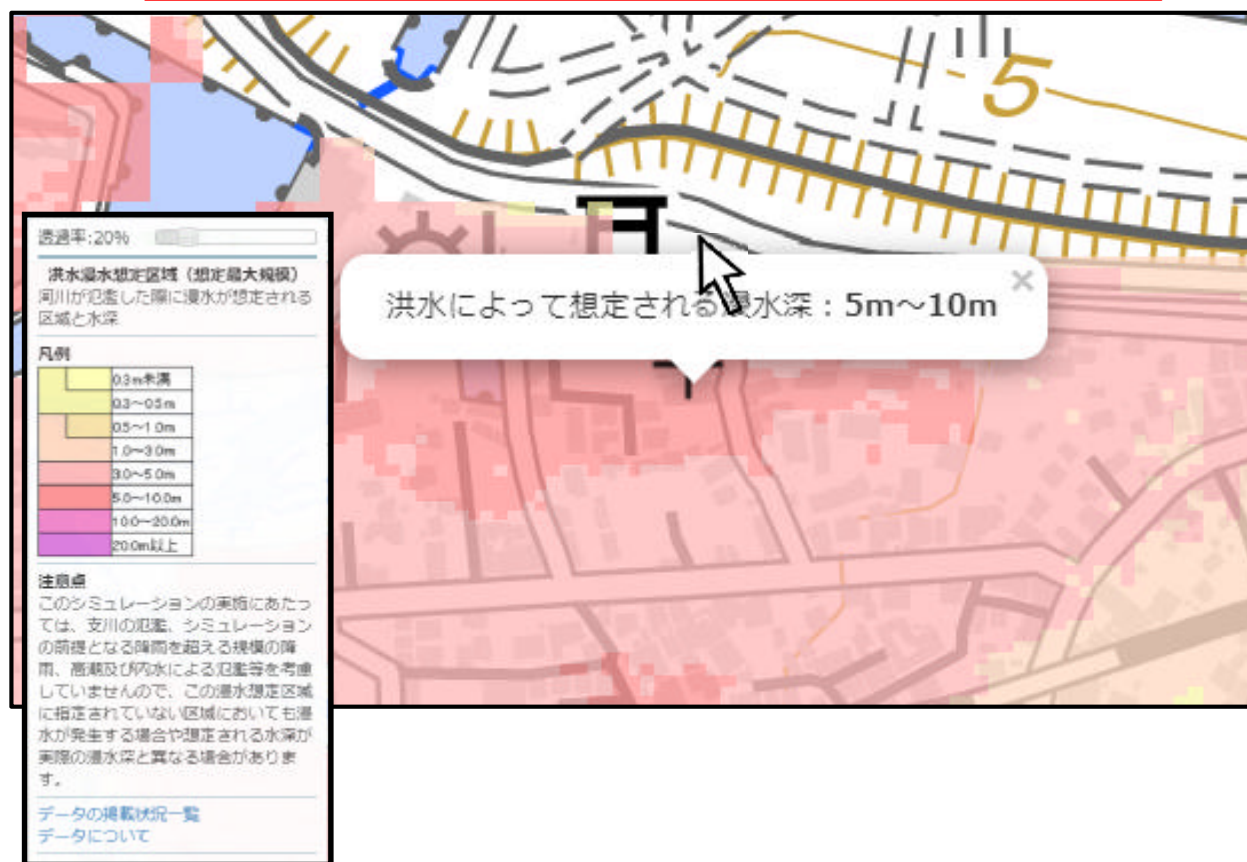 5
洪水によって想定される浸水深：5m～10m
×
透過率:20%
洪水浸水想定区域（想定最大規模）
河川が氾濫した際に浸水が想定される
区域と水深
凡例
0.3m未満
0.3～0.5m
0.5～1.0m
1.0～3.0m
3.0～5.0m
5.0～10.0m
10.0～20.0m
20.0m以上
注意点
このシミュレーションの実施にあたっ
ては、支川の氾濫、シミュレーション
の前提となる降雨を超える規模の降
雨、高潮及び内水による氾濫等を考慮
していませんので、この浸水想定区域
に指定されていない区域においても浸
水が発生する場合や想定される水深が
実際の浸水深と異なる場合がありま
す。
データの掲載状況一覧
データについて